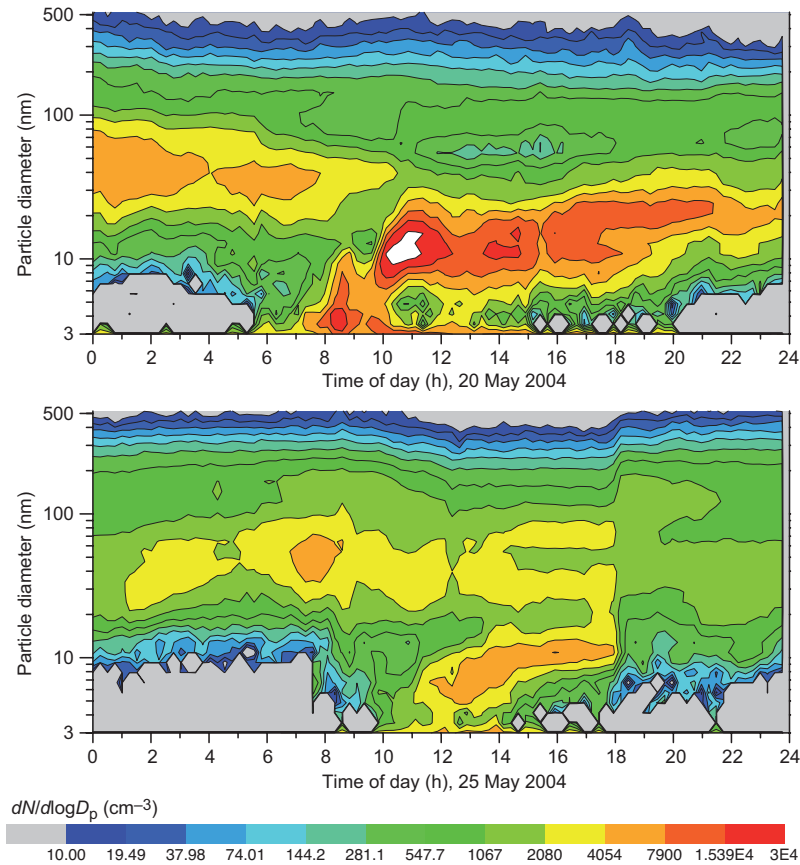 500
100
10
3
Particle diameter (nm)
0 2 4 6 8 10 12 14 16 18 20 22 24
Time of day (h), 20 May 2004
500
100
10
3
Particle diameter (nm)
0 2 4 6 8 10 12 14 16 18 20 22 24
Time of day (h), 25 May 2004
dN/dlogDp (cm–3)
10.00 19.49 37.98 74.01 144.2 281.1 547.7 1067 2080 4054 7900 1.539E4 3E4